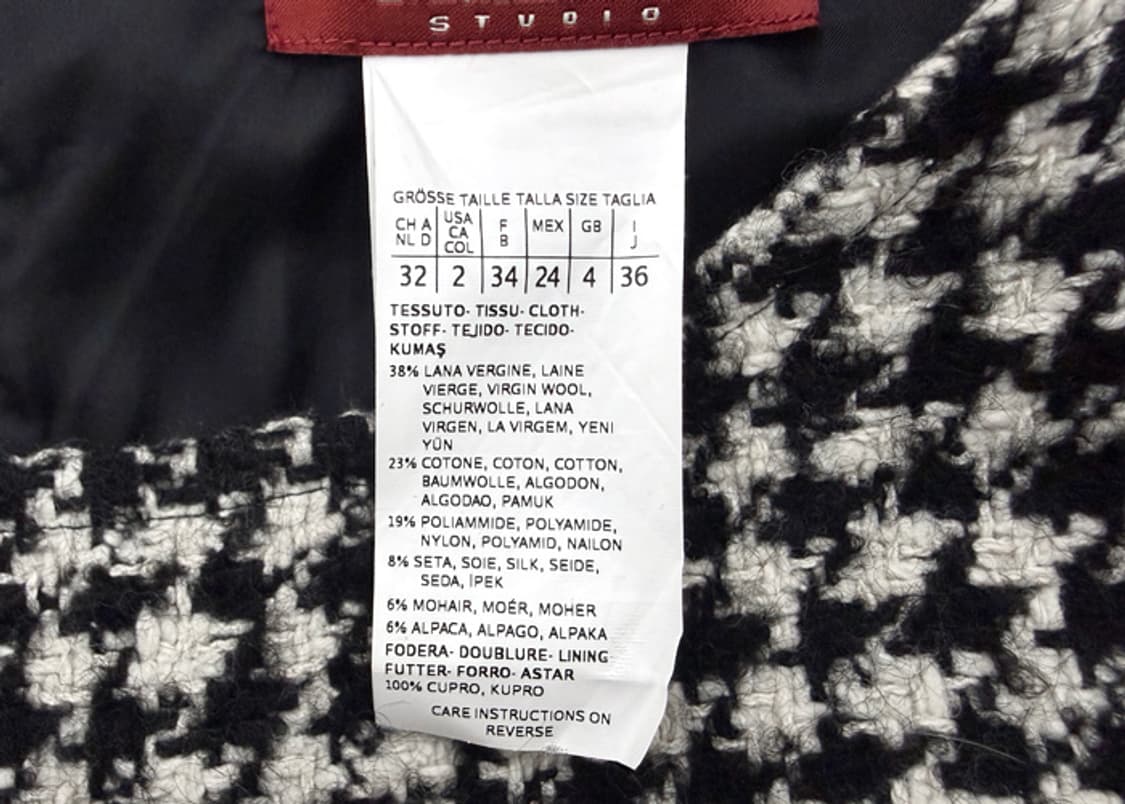 STUDIO
GRÖSSE TAILLE TALLA SIZE TAGLIA
CH A NL D | USA CA COL | F B | MEX | GB | I J
32 | 2 | 34 | 24 | 4 | 36
TESSUTO- TISSU- CLOTH-
STOFF- TEJIDO- TECIDO-
KUMAŞ
38% LANA VERGINE, LAINE
VIERGE, VIRGIN WOOL,
SCHURWOLLE, LANA
VIRGEN, LA VIRGEM, YENI
YÜN
23% COTONE, COTON, COTTON,
BAUMWOLLE, ALGODON,
ALGODAO, PAMUK
19% POLIAMMIDE, POLYAMIDE,
NYLON, POLYAMID, NAILON
8% SETA, SOIE, SILK, SEIDE,
SEDA, İPEK
6% MOHAIR, MOÉR, MOHER
6% ALPACA, ALPAGO, ALPAKA
FODERA- DOUBLURE- LINING-
FUTTER- FORRO- ASTAR
100% CUPRO, KUPRO
CARE INSTRUCTIONS ON
REVERSE